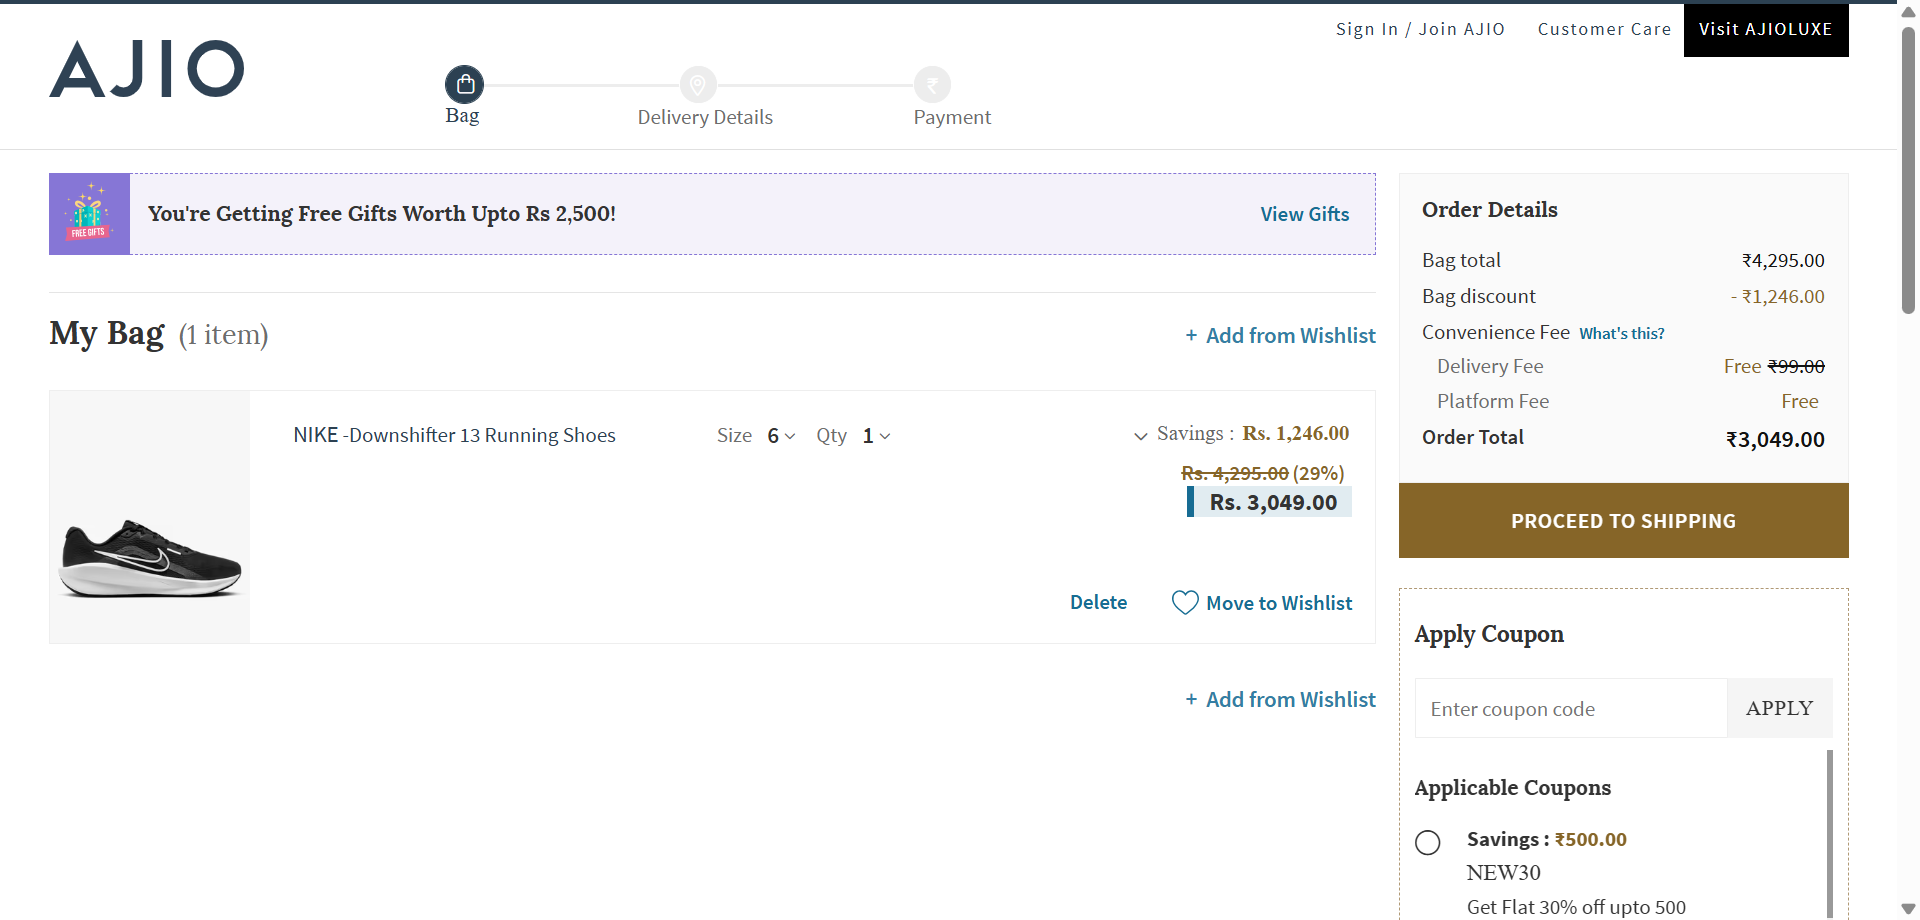 Sign In / Join AJIO
Customer Care
Visit AJIOLUXE
AJIO
Bag
Delivery Details
Payment
FREE GIFTS
You're Getting Free Gifts Worth Upto Rs 2,500!
View Gifts
My Bag (1 item)
+ Add from Wishlist
NIKE -Downshifter 13 Running Shoes
Size 6 Qty 1
Savings : Rs. 1,246.00
Rs. 4,295.00 (29%)
Rs. 3,049.00
Delete
Move to Wishlist
+ Add from Wishlist
Order Details
Bag total ₹4,295.00
Bag discount - ₹1,246.00
Convenience Fee What's this?
Delivery Fee Free ₹99.00
Platform Fee Free
Order Total ₹3,049.00
PROCEED TO SHIPPING
Apply Coupon
Enter coupon code
APPLY
Applicable Coupons
Savings : ₹500.00
NEW30
Get Flat 30% off upto 500